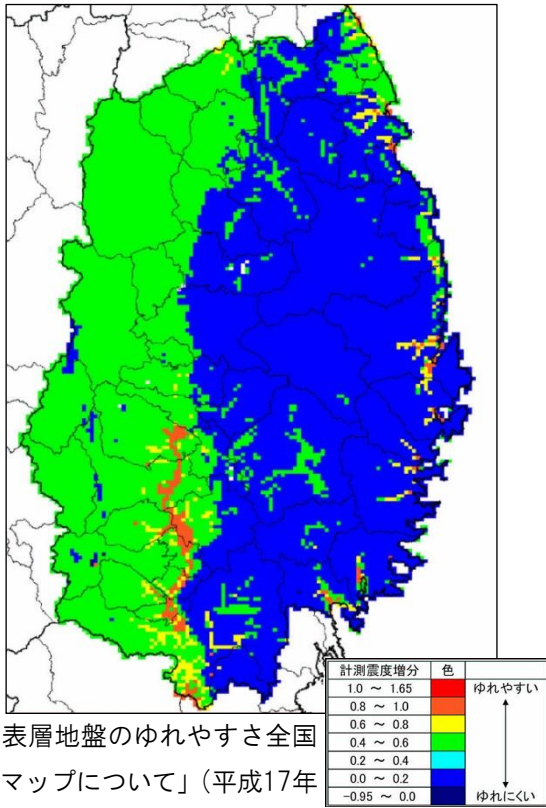 計測震度増分 色
1.0 ~ 1.65 ゆれやすい
0.8 ~ 1.0
0.6 ~ 0.8
0.4 ~ 0.6
0.2 ~ 0.4
0.0 ~ 0.2
-0.95 ~ 0.0 ゆれにくい
表層地盤のゆれやすさ全国
マップについて」(平成17年